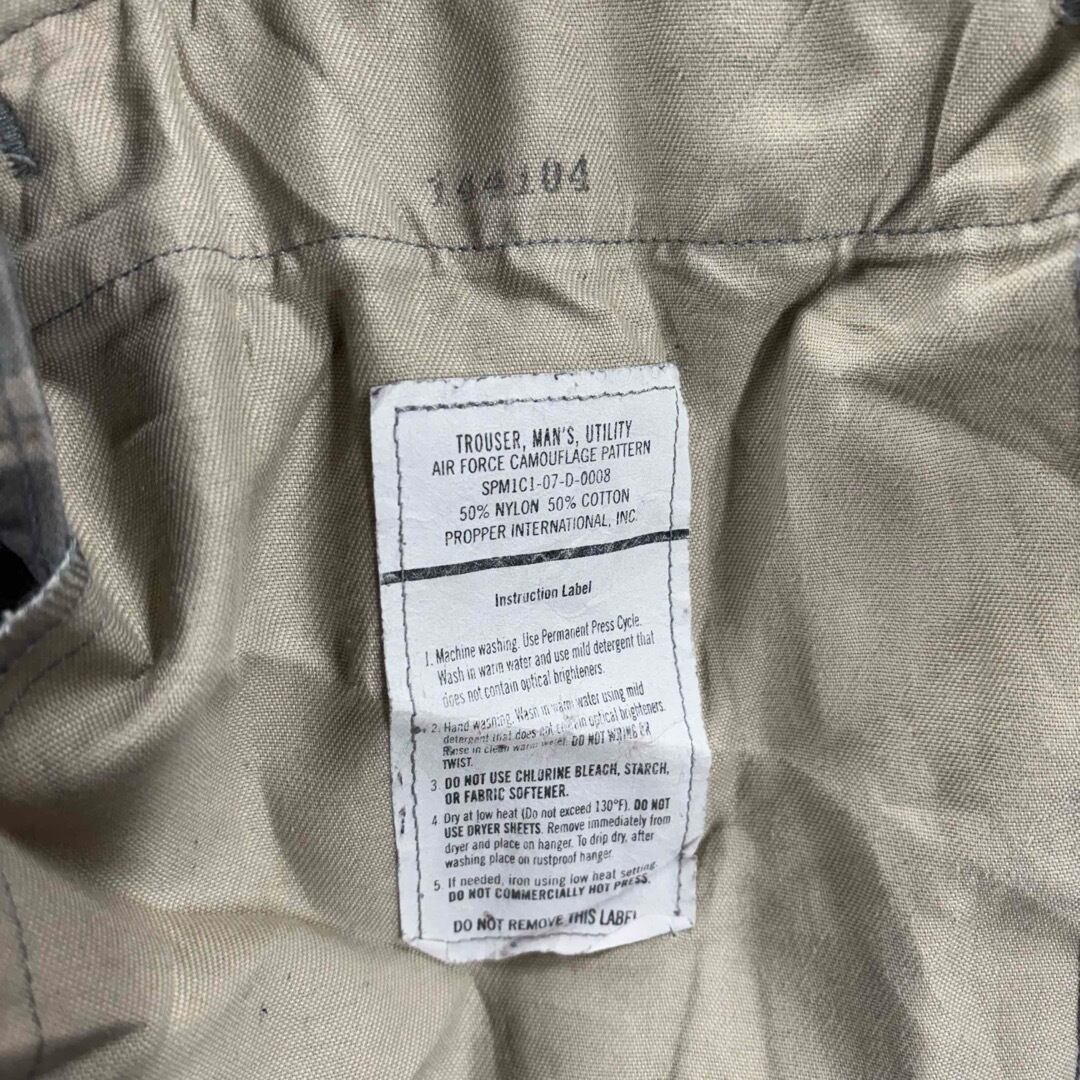 144104
TROUSER, MAN'S, UTILITY
AIR FORCE CAMOUFLAGE PATTERN
SPM1C1-07-D-0008
50% NYLON 50% COTTON
PROPPER INTERNATIONAL, INC.
Instruction Label
1. Machine washing. Use Permanent Press Cycle.
Wash in warm water and use mild detergent that
does not contain optical brighteners.
2. Hand washing. Wash in warm water using mild
detergent that does not contain optical brighteners.
Rinse in clean warm water. DO NOT WRING OR
TWIST.
3. DO NOT USE CHLORINE BLEACH, STARCH,
OR FABRIC SOFTENER.
4 Dry at low heat (Do not exceed 130°F). DO NOT
USE DRYER SHEETS. Remove immediately from
dryer and place on hanger. To drip dry, after
washing place on rustproof hanger
5. If needed, iron using low heat setting.
DO NOT COMMERCIALLY HOT PRESS.
DO NOT REMOVE THIS LABEL